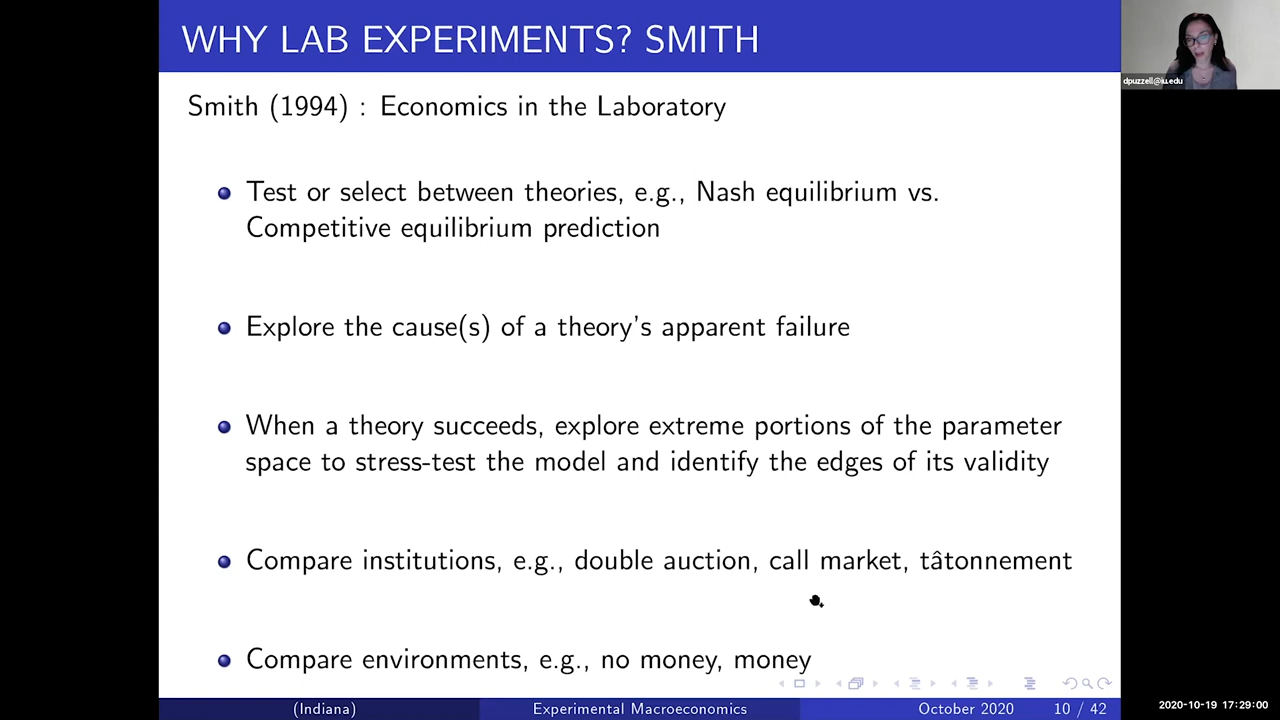 WHY LAB EXPERIMENTS? SMITH
dpuzzell@iu.edu
Smith (1994) : Economics in the Laboratory
Test or select between theories, e.g., Nash equilibrium vs.
Competitive equilibrium prediction
Explore the cause(s) of a theory's apparent failure
When a theory succeeds, explore extreme portions of the parameter
space to stress-test the model and identify the edges of its validity
Compare institutions, e.g., double auction, call market, tâtonnement
Compare environments, e.g., no money, money
(Indiana) Experimental Macroeconomics October 2020 10 / 42
2020-10-19 17:29:00